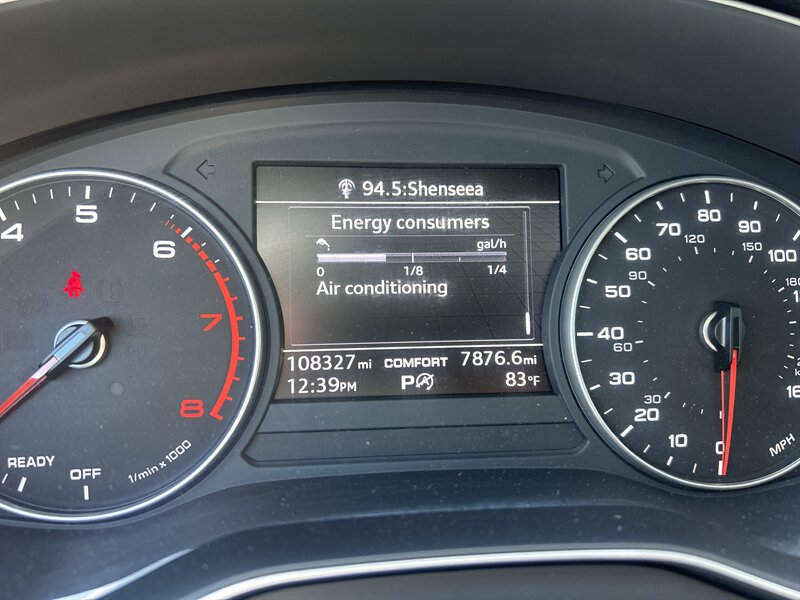 94.5:Shenseea
Energy consumers
gal/h
0 1/8 1/4
Air conditioning
108327 mi COMFORT 7876.6 mi
12:39PM P 83°F
4 5 6 7 8
READY OFF 1/min x 1000
0 10 20 30 40 50 60 70 80 90 100
30 60 90 120 150 180
MPH